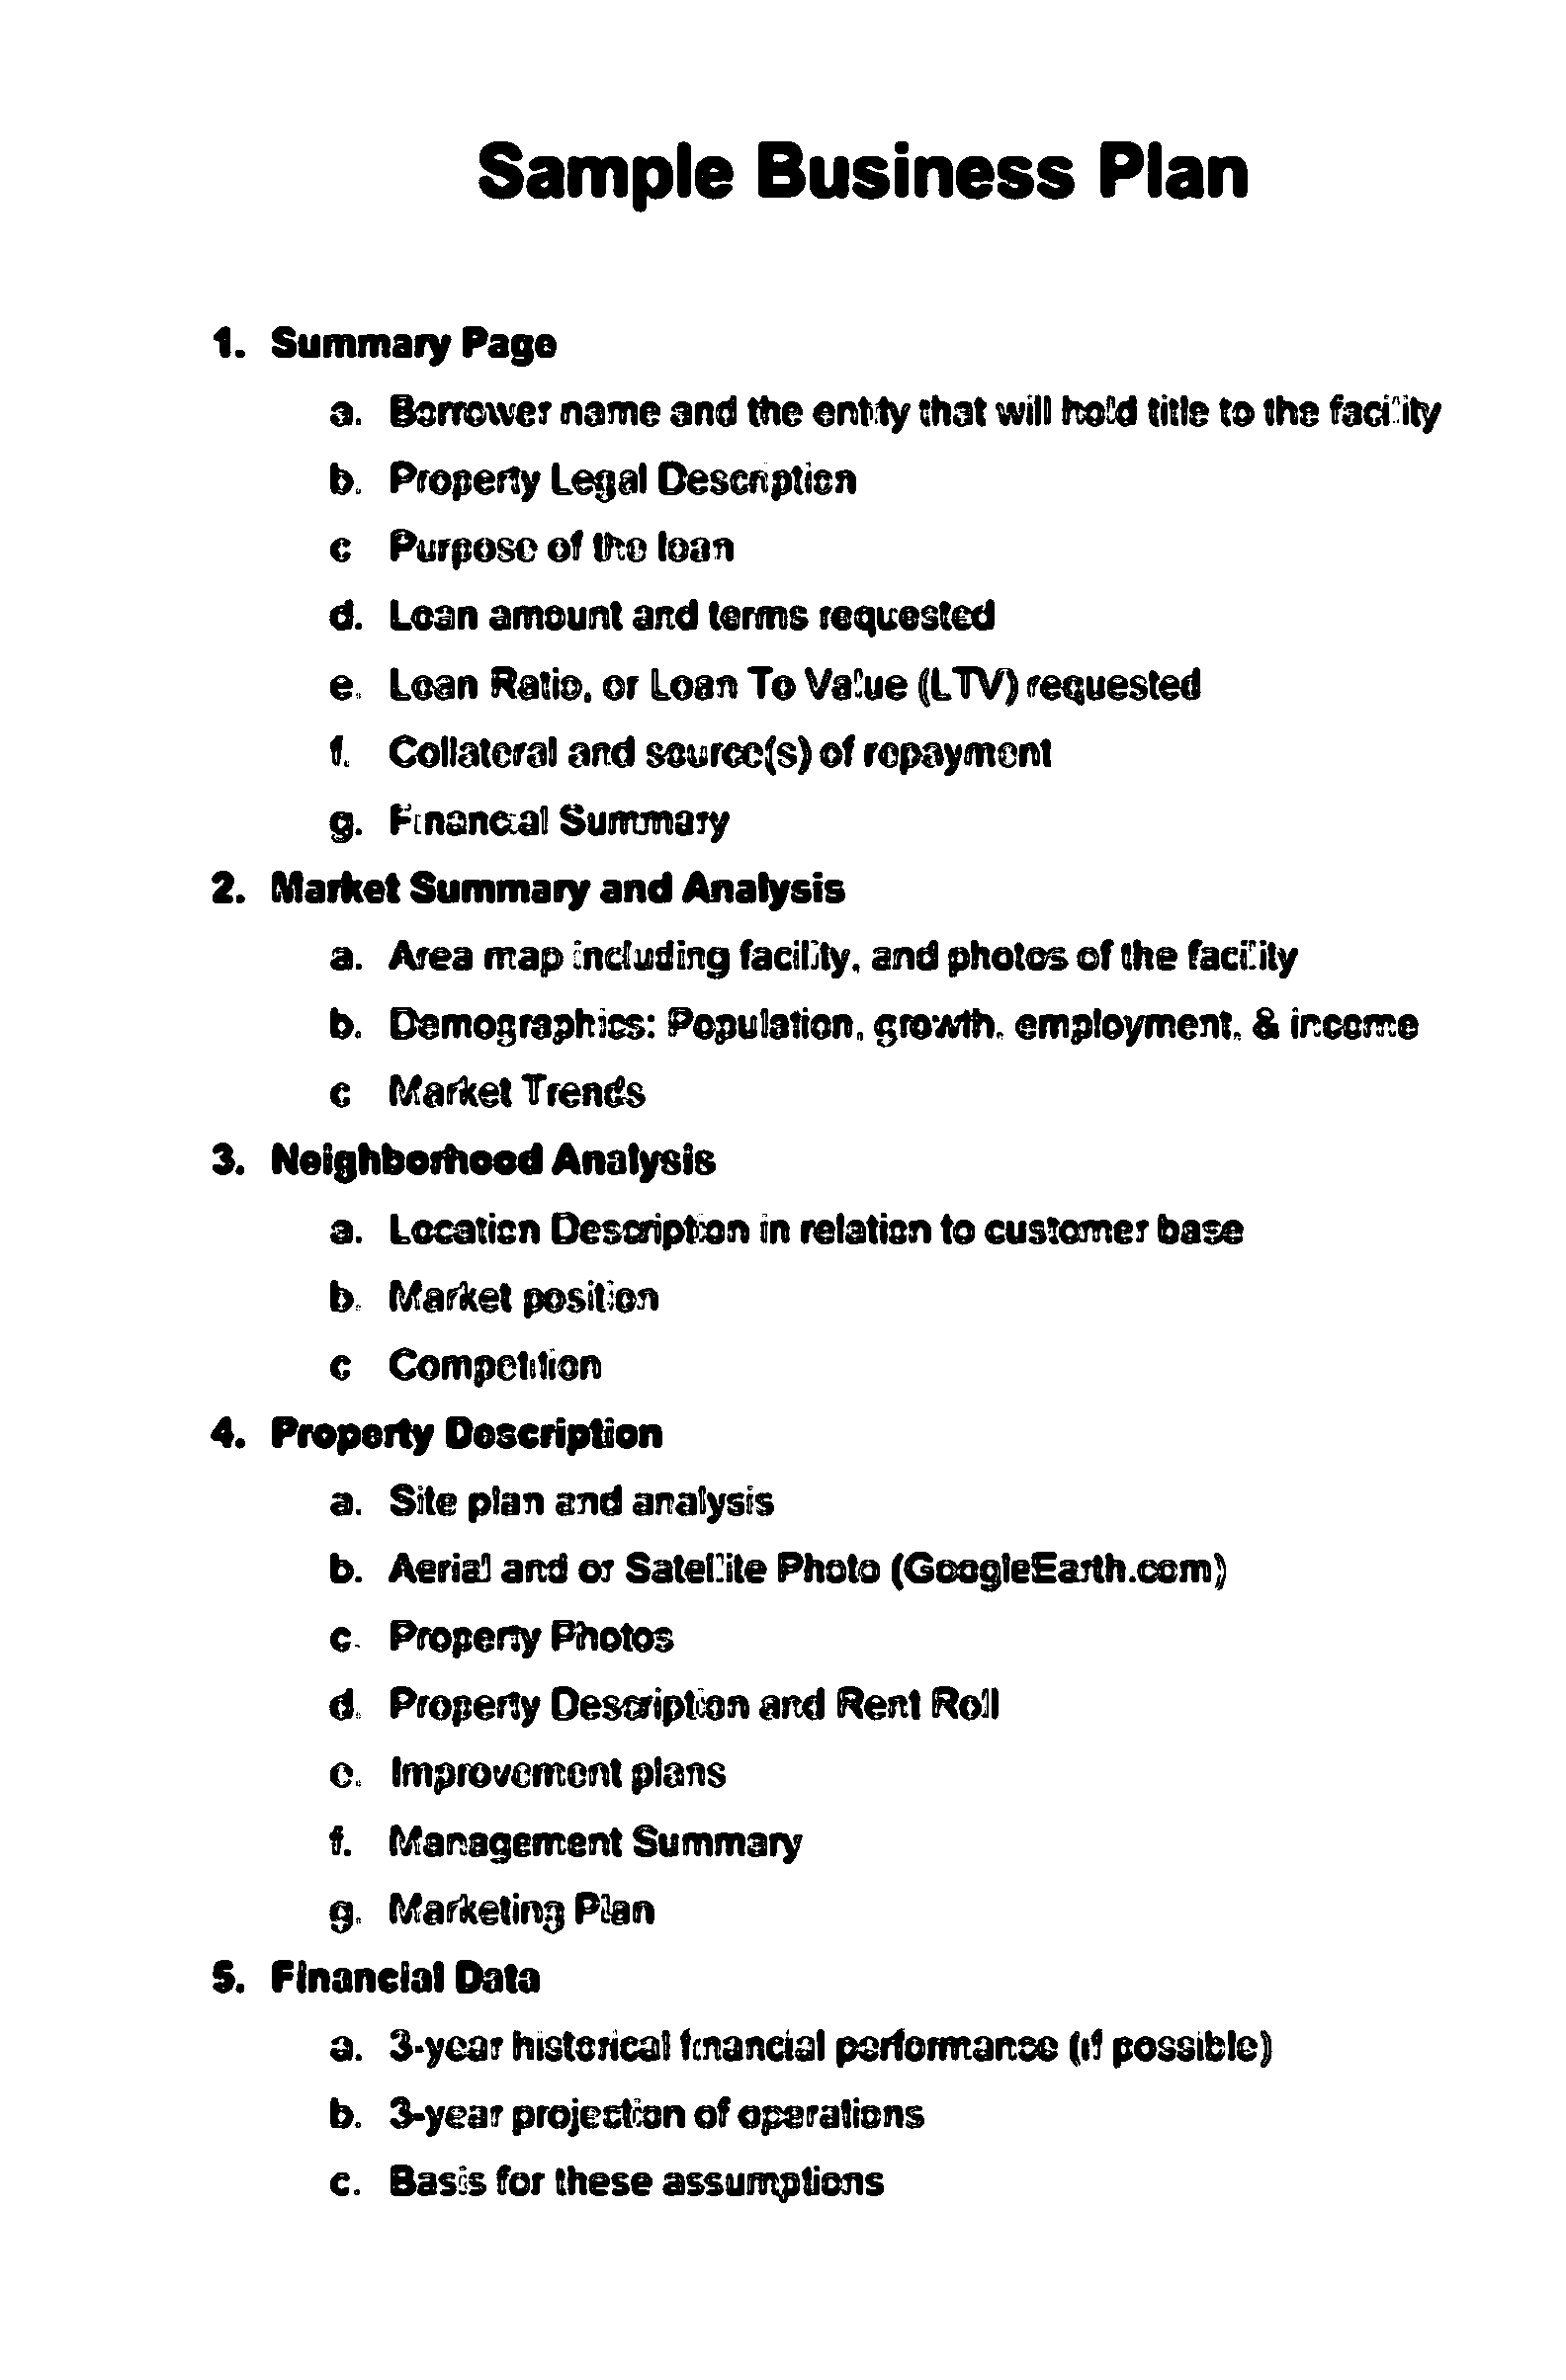 Sample Business Plan
1. Summary Page
a. Borrower name and the entity that will hold title to the facility
b. Property Legal Description
c Purpose of the loan
d. Loan amount and terms requested
e. Loan Ratio, or Loan To Value (LTV) requested
f. Collateral and source(s) of repayment
g. Financial Summary
2. Market Summary and Analysis
a. Area map including facility, and photos of the facility
b. Demographics: Population, growth, employment, & income
c Market Trends
3. Neighborhood Analysis
a. Location Description in relation to customer base
b. Market position
c Competition
4. Property Description
a. Site plan and analysis
b. Aerial and or Satellite Photo (GoogleEarth.com)
c. Property Photos
d. Property Description and Rent Roll
e. Improvement plans
f. Management Summary
g. Marketing Plan
5. Financial Data
a. 3-year historical financial performance (if possible)
b. 3-year projection of operations
c. Basis for these assumptions